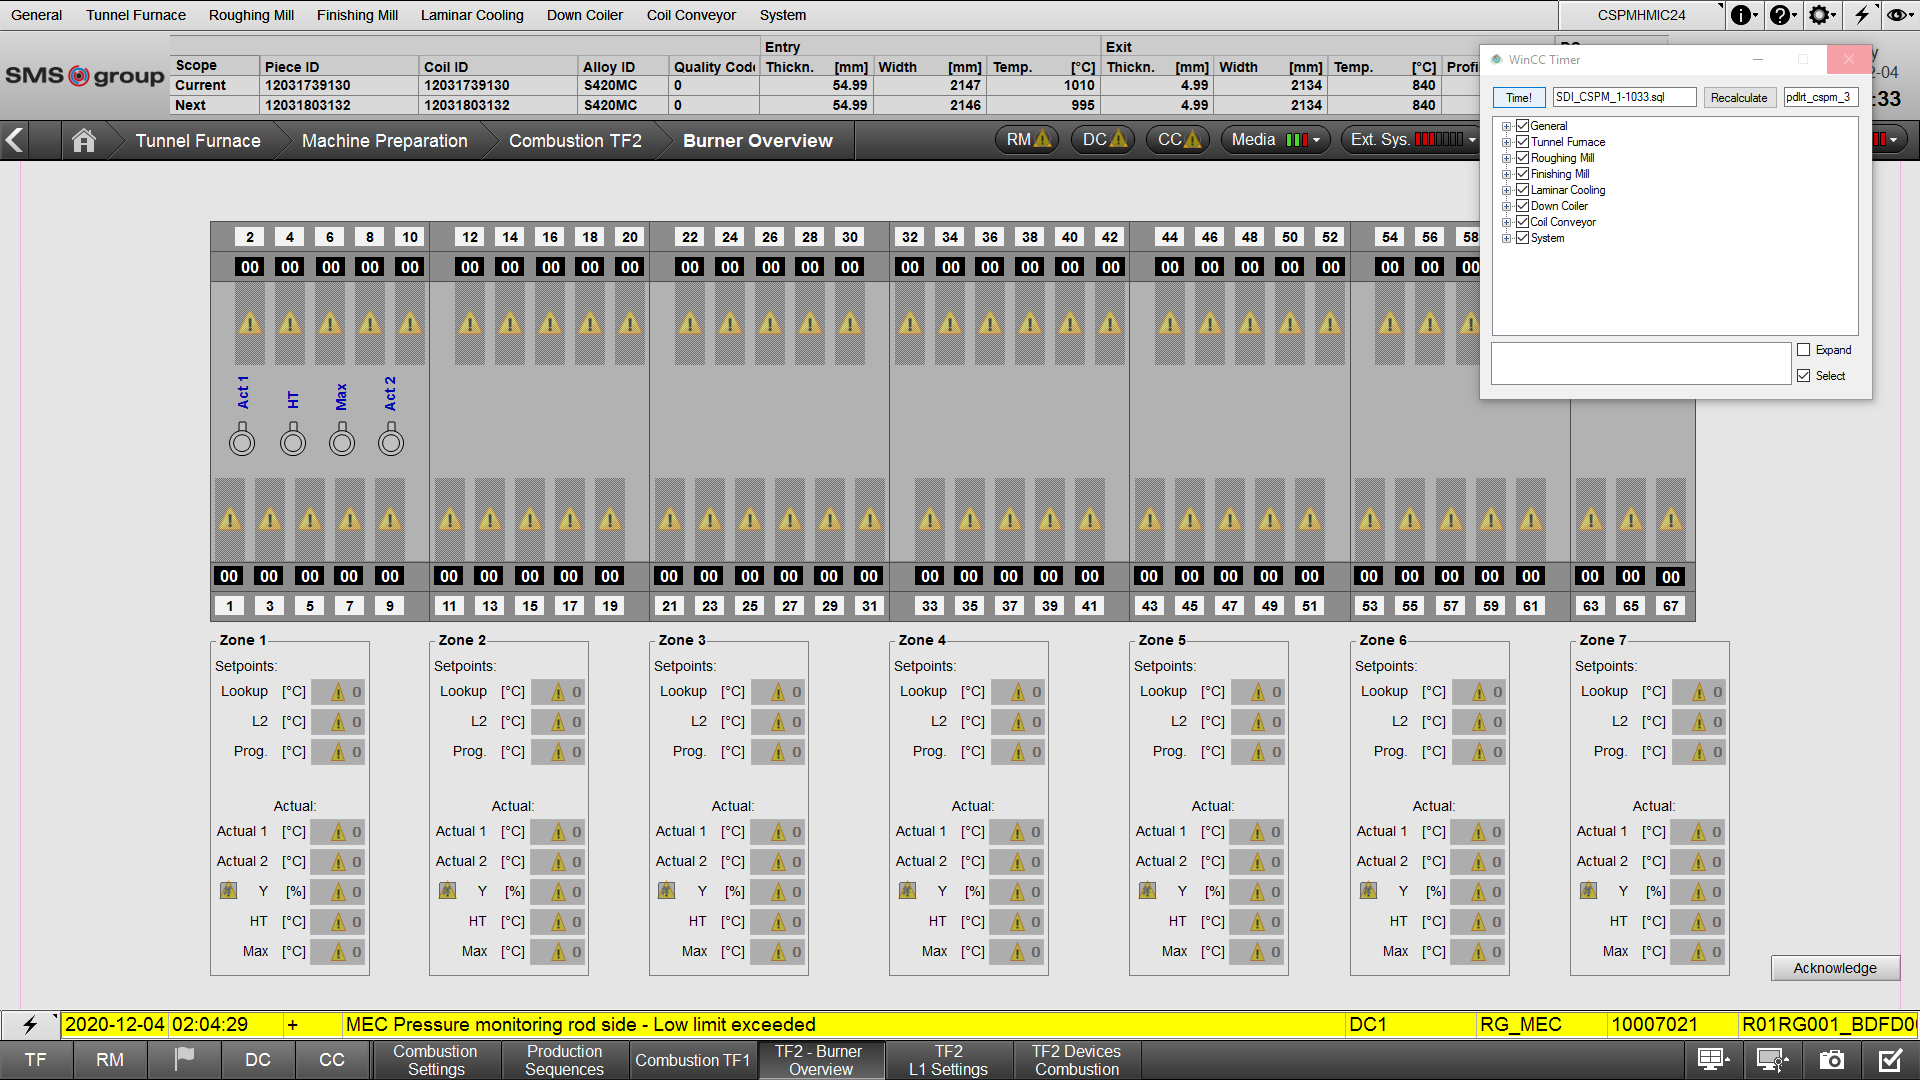 General Tunnel Furnace Roughing Mill Finishing Mill Laminar Cooling Down Coiler Coil Conveyor System CSPMHMIC24
SMS group
Entry Exit
Scope Piece ID Coil ID Alloy ID Quality Code Thickn. [mm] Width [mm] Temp. [°C] Thickn. [mm] Width [mm] Temp. [°C] Profi
Current 12031739130 12031739130 S420MC 0 54.99 2147 1010 4.99 2134 840
Next 12031803132 12031803132 S420MC 0 54.99 2146 995 4.99 2134 840
-04
:33
Tunnel Furnace Machine Preparation Combustion TF2 Burner Overview RM DC CC Media Ext. Sys.
WinCC Timer
Time! SDI_CSPM_1-1033.sql Recalculate pdlrt_cspm_3
General
Tunnel Furnace
Roughing Mill
Finishing Mill
Laminar Cooling
Down Coiler
Coil Conveyor
System
Expand
Select
2 4 6 8 10 12 14 16 18 20 22 24 26 28 30 32 34 36 38 40 42 44 46 48 50 52 54 56 58
00 00 00 00 00 00 00 00 00 00 00 00 00 00 00 00 00 00 00 00 00 00 00 00 00 00 00 00 00
Act 1 HT Max Act 2
00 00 00 00 00 00 00 00 00 00 00 00 00 00 00 00 00 00 00 00 00 00 00 00 00 00 00 00 00 00 00 00 00 00
1 3 5 7 9 11 13 15 17 19 21 23 25 27 29 31 33 35 37 39 41 43 45 47 49 51 53 55 57 59 61 63 65 67
Zone 1 Zone 2 Zone 3 Zone 4 Zone 5 Zone 6 Zone 7
Setpoints: Setpoints: Setpoints: Setpoints: Setpoints: Setpoints: Setpoints:
Lookup [°C] 0 Lookup [°C] 0 Lookup [°C] 0 Lookup [°C] 0 Lookup [°C] 0 Lookup [°C] 0 Lookup [°C] 0
L2 [°C] 0 L2 [°C] 0 L2 [°C] 0 L2 [°C] 0 L2 [°C] 0 L2 [°C] 0 L2 [°C] 0
Prog. [°C] 0 Prog. [°C] 0 Prog. [°C] 0 Prog. [°C] 0 Prog. [°C] 0 Prog. [°C] 0 Prog. [°C] 0
Actual: Actual: Actual: Actual: Actual: Actual: Actual:
Actual 1 [°C] 0 Actual 1 [°C] 0 Actual 1 [°C] 0 Actual 1 [°C] 0 Actual 1 [°C] 0 Actual 1 [°C] 0 Actual 1 [°C] 0
Actual 2 [°C] 0 Actual 2 [°C] 0 Actual 2 [°C] 0 Actual 2 [°C] 0 Actual 2 [°C] 0 Actual 2 [°C] 0 Actual 2 [°C] 0
Y [%] 0 Y [%] 0 Y [%] 0 Y [%] 0 Y [%] 0 Y [%] 0 Y [%] 0
HT [°C] 0 HT [°C] 0 HT [°C] 0 HT [°C] 0 HT [°C] 0 HT [°C] 0 HT [°C] 0
Max [°C] 0 Max [°C] 0 Max [°C] 0 Max [°C] 0 Max [°C] 0 Max [°C] 0 Max [°C] 0
Acknowledge
2020-12-04 02:04:29 + MEC Pressure monitoring rod side - Low limit exceeded DC1 RG_MEC 10007021 R01RG001_BDFD0
TF RM DC CC Combustion Settings Production Sequences Combustion TF1 TF2 - Burner Overview TF2 L1 Settings TF2 Devices Combustion